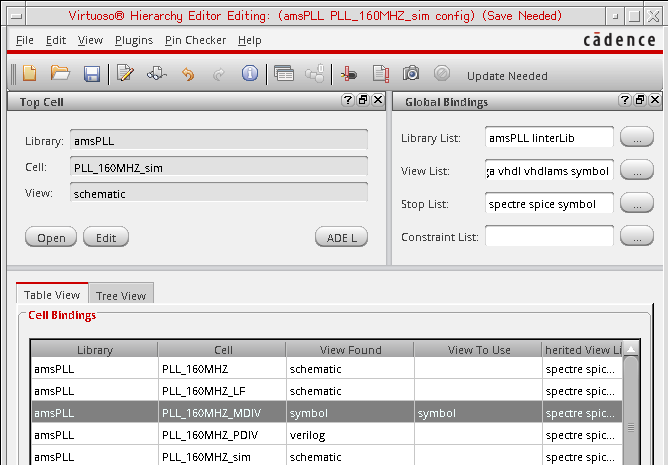 Virtuoso® Hierarchy Editor Editing: (amsPLL PLL_160MHZ_sim config) (Save Needed)
File Edit View Plugins Pin Checker Help cādence
Update Needed
Top Cell
Library: amsPLL
Cell: PLL_160MHZ_sim
View: schematic
Open Edit ADE L
Global Bindings
Library List: amsPLL linterLib ...
View List: ga vhdl vhdlams symbol ...
Stop List: spectre spice symbol ...
Constraint List: ...
Table View Tree View
Cell Bindings
Library Cell View Found View To Use herited View Li
amsPLL PLL_160MHZ schematic spectre spic...
amsPLL PLL_160MHZ_LF schematic spectre spic...
amsPLL PLL_160MHZ_MDIV symbol symbol spectre spic...
amsPLL PLL_160MHZ_PDIV verilog spectre spic...
amsPLL PLL_160MHZ_sim schematic spectre spic...